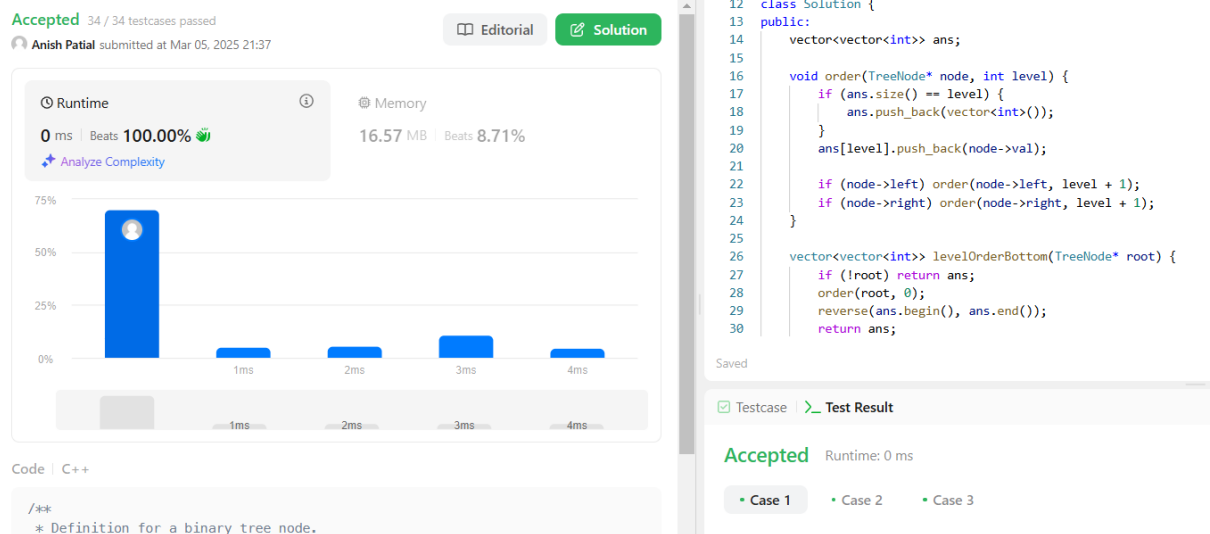 Accepted 34 / 34 testcases passed
Anish Patial submitted at Mar 05, 2025 21:37
Editorial
Solution
Runtime
0 ms Beats 100.00%
Analyze Complexity
Memory
16.57 MB Beats 8.71%
75%
50%
25%
0%
1ms 2ms 3ms 4ms
1ms 2ms 3ms 4ms
Code C++
/**
* Definition for a binary tree node.
12 class Solution {
13 public:
14 vector<vector<int>> ans;
15
16 void order(TreeNode* node, int level) {
17 if (ans.size() == level) {
18 ans.push_back(vector<int>());
19 }
20 ans[level].push_back(node->val);
21
22 if (node->left) order(node->left, level + 1);
23 if (node->right) order(node->right, level + 1);
24 }
25
26 vector<vector<int>> levelOrderBottom(TreeNode* root) {
27 if (!root) return ans;
28 order(root, 0);
29 reverse(ans.begin(), ans.end());
30 return ans;
Saved
Testcase
Test Result
Accepted Runtime: 0 ms
Case 1 Case 2 Case 3